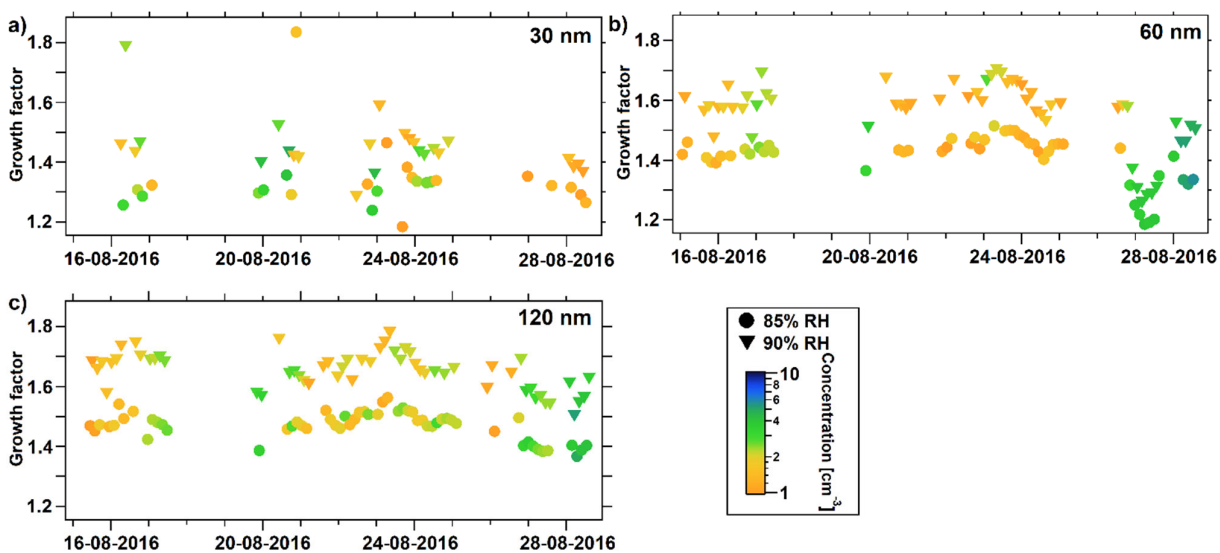 a)
30 nm
Growth factor
1.8
1.6
1.4
1.2
16-08-2016
20-08-2016
24-08-2016
28-08-2016
b)
60 nm
Growth factor
1.8
1.6
1.4
1.2
16-08-2016
20-08-2016
24-08-2016
28-08-2016
c)
120 nm
Growth factor
1.8
1.6
1.4
1.2
16-08-2016
20-08-2016
24-08-2016
28-08-2016
85% RH
90% RH
10
8
6
4
2
1
Concentration [cm-3]